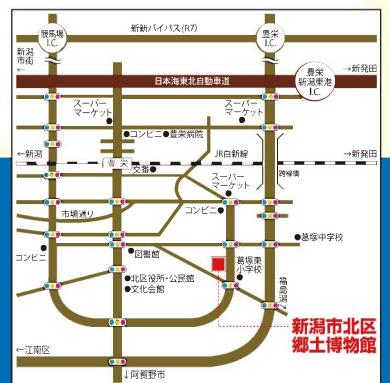 新新バイパス(R7)
競馬場
I.C.
豊栄
I.C.
新潟
市街
←
日本海東北自動車道
→新発田
豊栄
新潟東港
I.C.
スーパー
マーケット
スーパー
マーケット
コンビニ
豊栄病院
←新潟
JR白新線
→新発田
豊栄
交番
跨線橋
スーパー
マーケット
コンビニ
市場通り
葛塚中学校
コンビニ
図書館
葛塚東
小学校
北区役所・公民館
文化会館
福島潟
↓
新潟市北区
郷土博物館
←江南区
↓阿賀野市